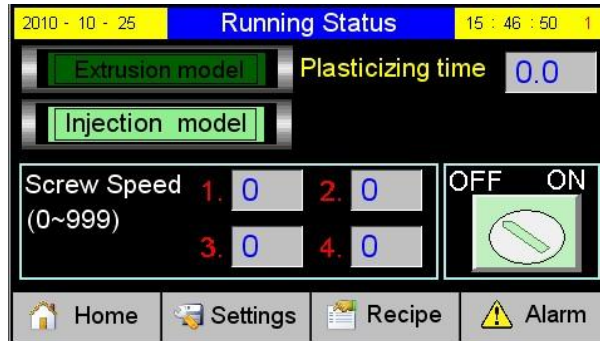 2010 - 10 - 25 Running Status 15 : 46 : 50 1
Extrusion model Plasticizing time 0.0
Injection model
Screw Speed 1. 0 2. 0 OFF ON
(0~999)
3. 0 4. 0
Home Settings Recipe Alarm